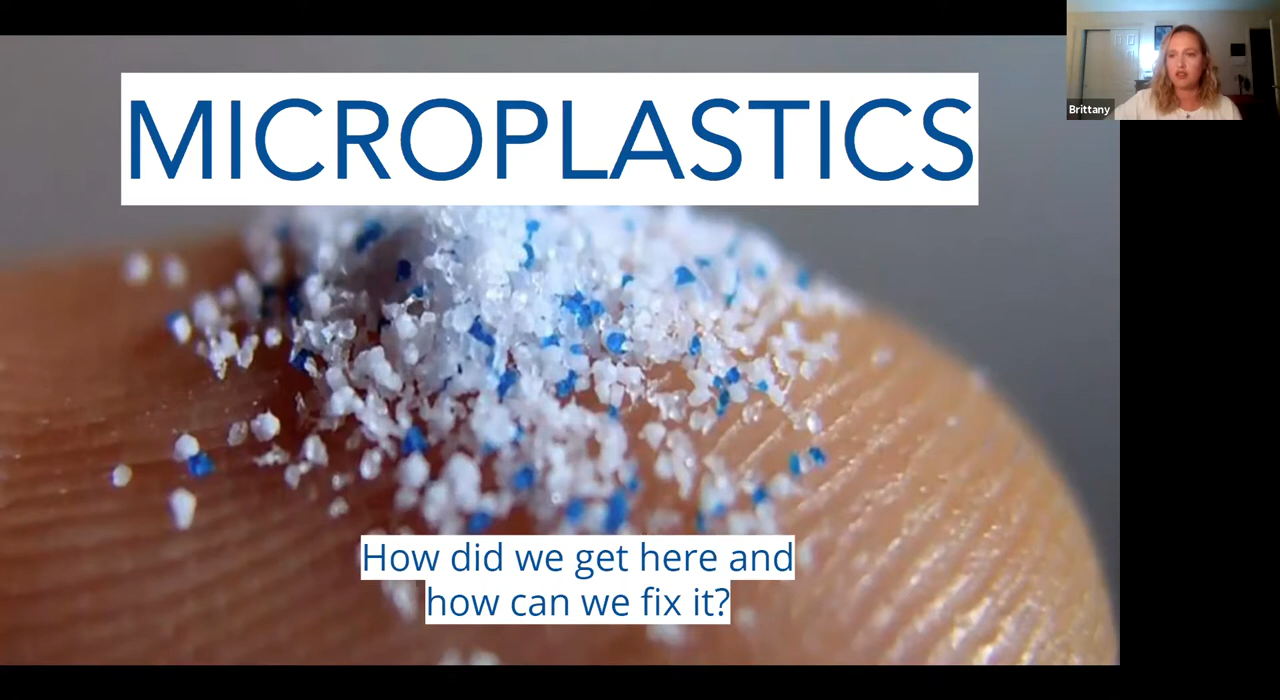 MICROPLASTICS
Brittany
How did we get here and
how can we fix it?